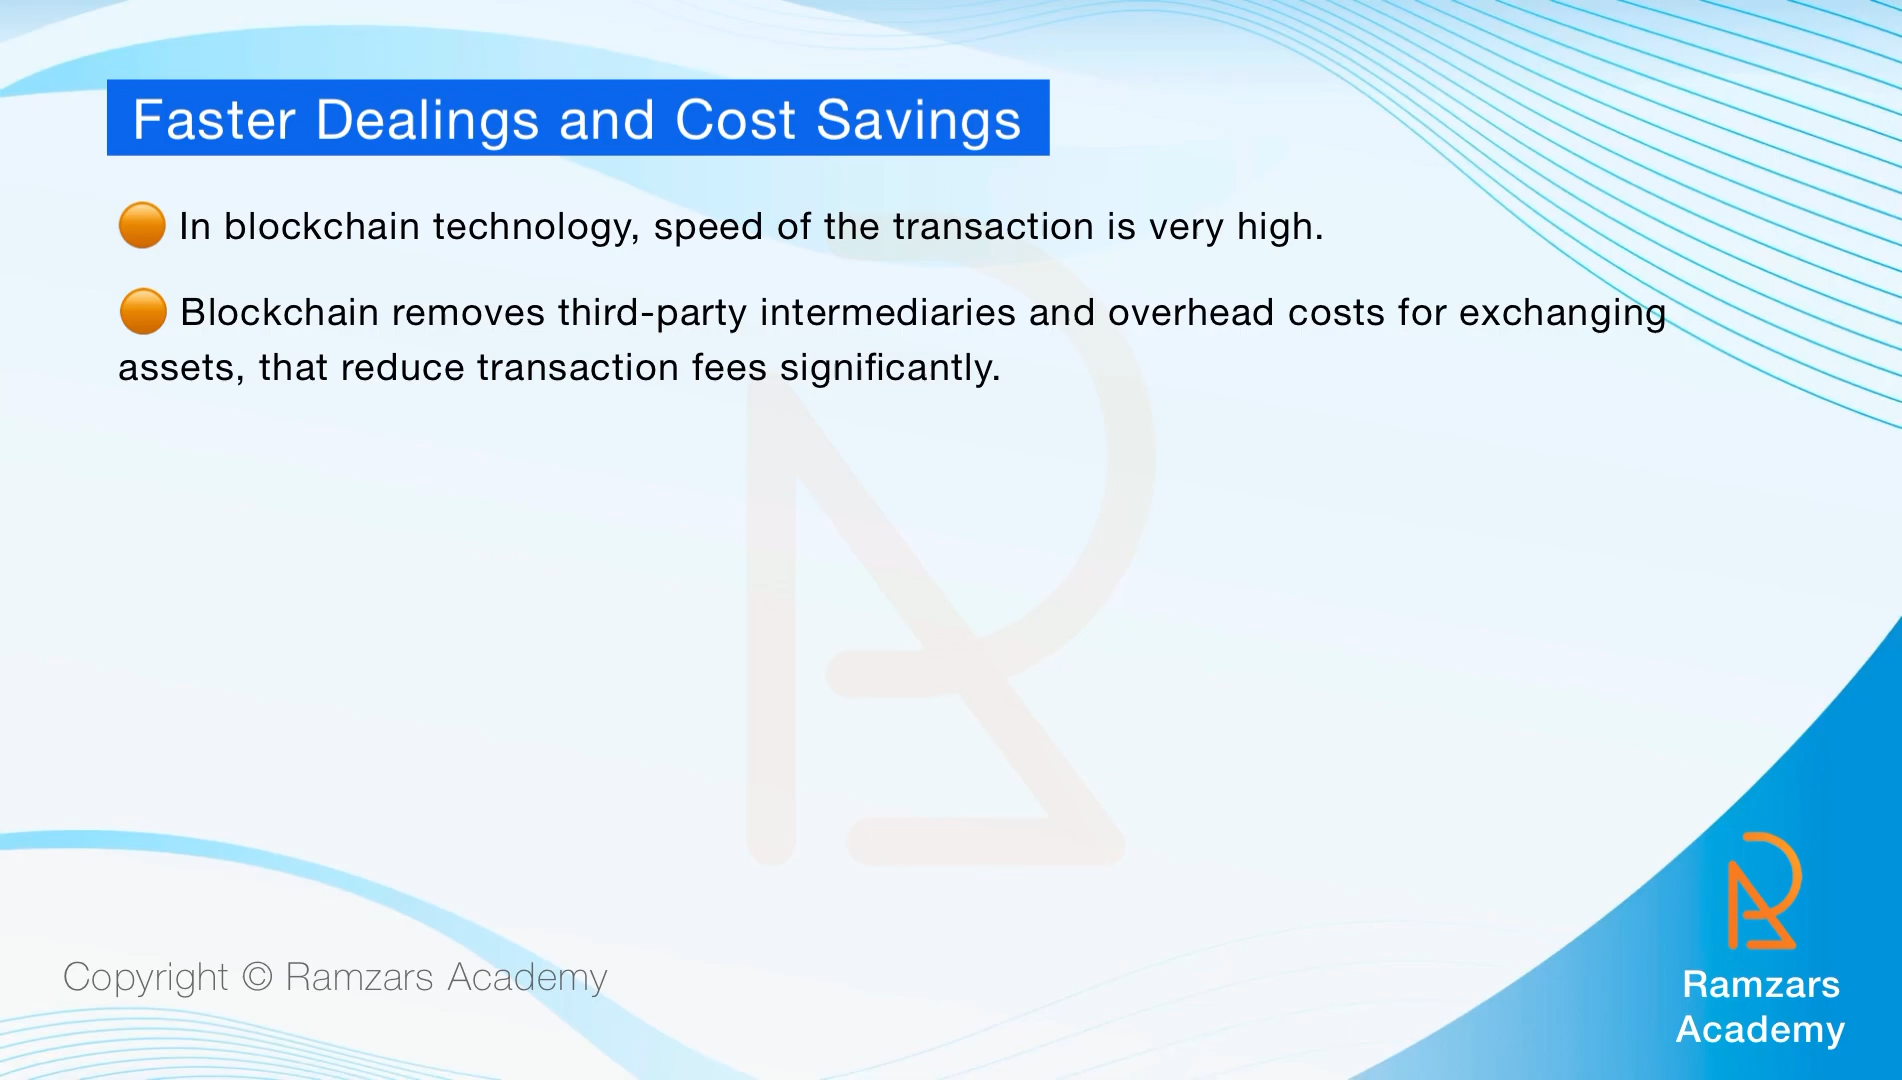 Faster Dealings and Cost Savings
In blockchain technology, speed of the transaction is very high.
Blockchain removes third-party intermediaries and overhead costs for exchanging
assets, that reduce transaction fees significantly.
Copyright © Ramzars Academy
Ramzars
Academy